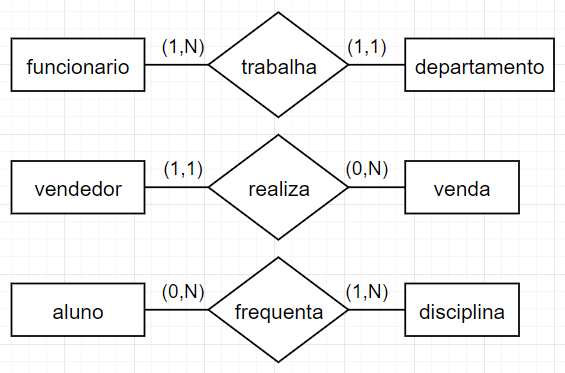 funcionario (1,N) trabalha (1,1) departamento
vendedor (1,1) realiza (0,N) venda
aluno (0,N) frequenta (1,N) disciplina